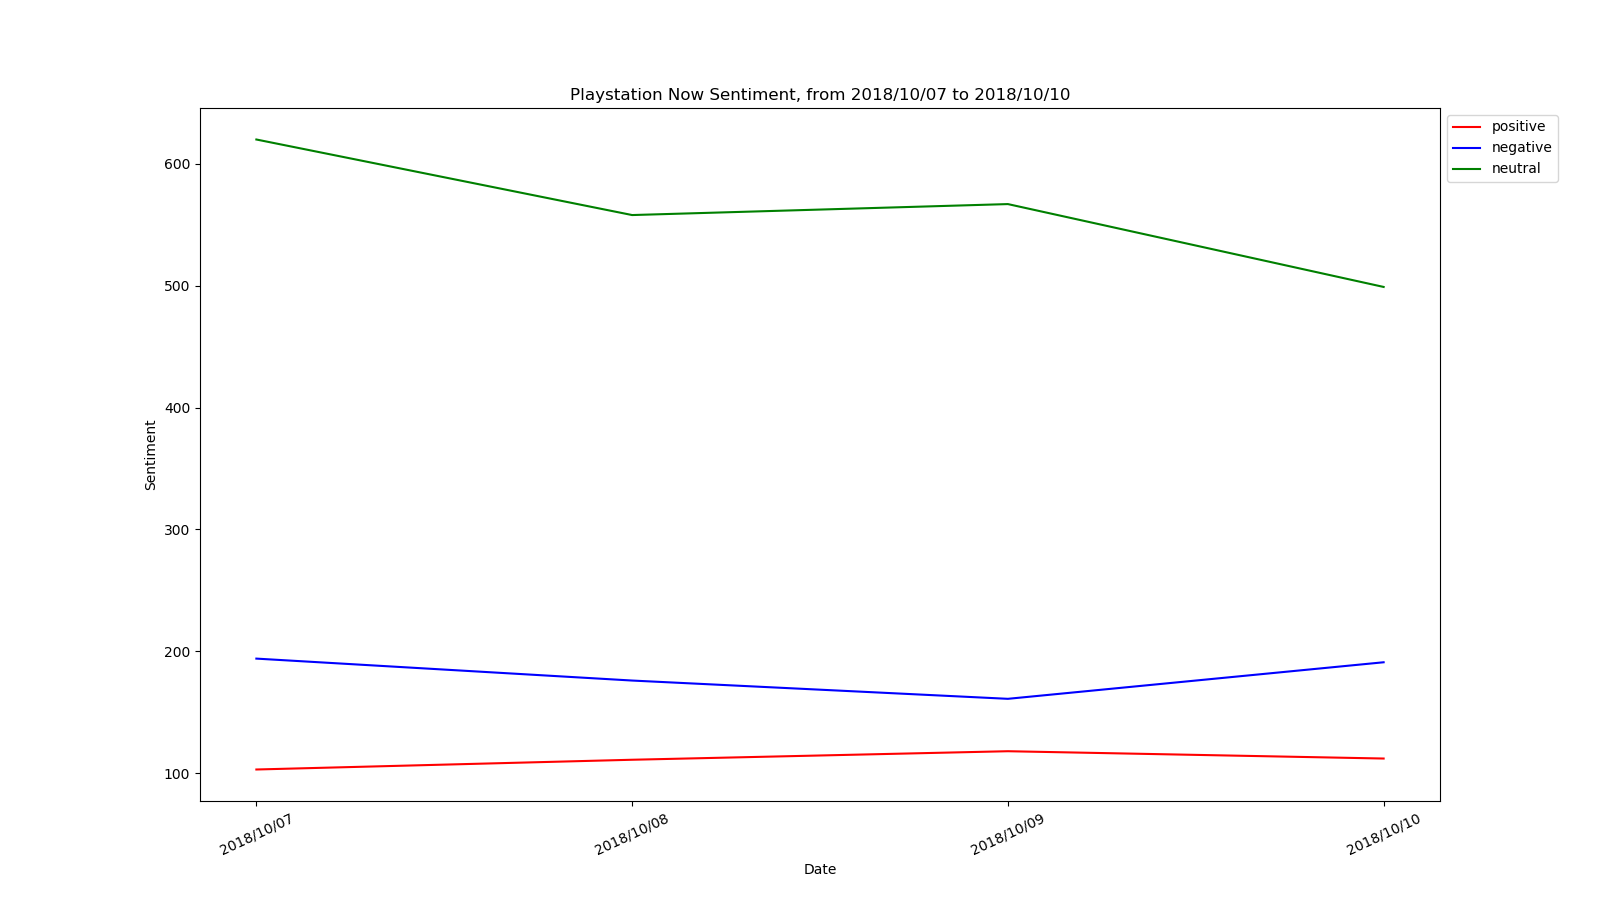 Playstation Now Sentiment, from 2018/10/07 to 2018/10/10
positive
negative
neutral
600
500
400
300
200
100
Sentiment
2018/10/07
2018/10/08
2018/10/09
2018/10/10
Date